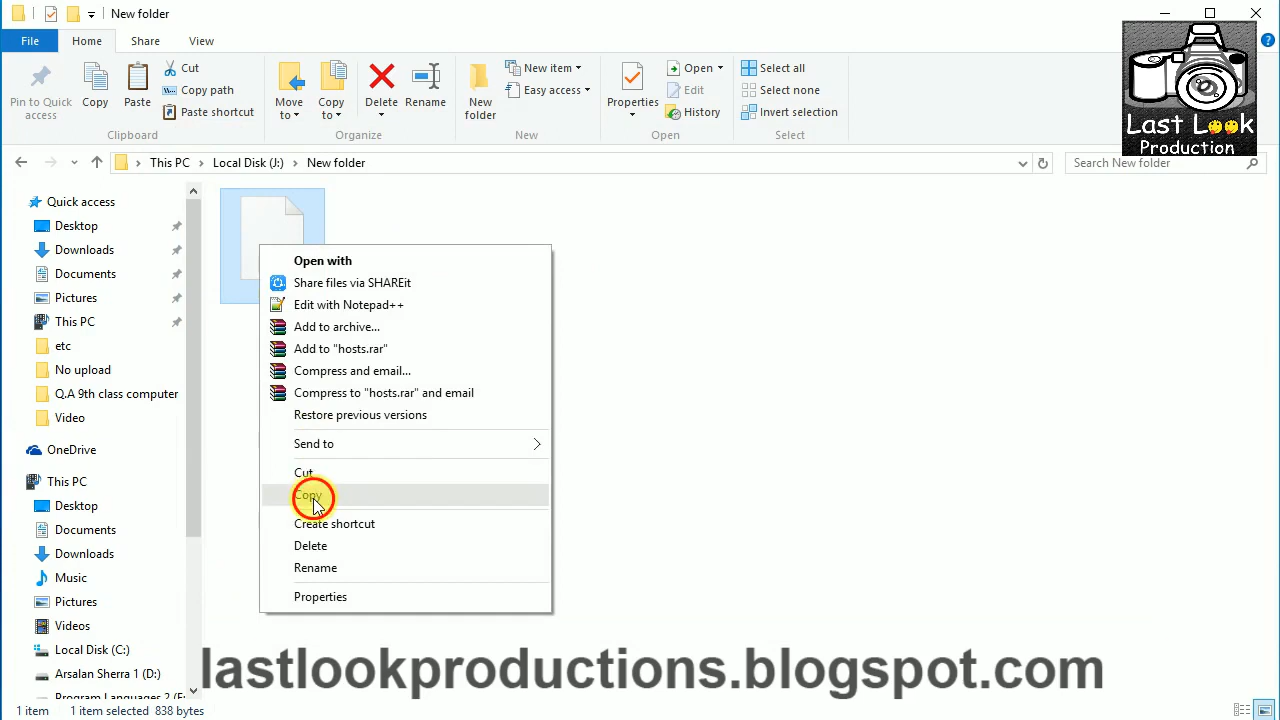 New folder
File
Home
Share
View
Pin to Quick access
Copy
Paste
Cut
Copy path
Paste shortcut
Clipboard
Move to
Copy to
Delete
Rename
Organize
New folder
New item
Easy access
New
Properties
Open
Edit
History
Open
Select all
Select none
Invert selection
Select
Last Look
Production
This PC
Local Disk (J:)
New folder
Search New folder
Quick access
Desktop
Downloads
Documents
Pictures
This PC
etc
No upload
Q.A 9th class computer
Video
OneDrive
This PC
Desktop
Documents
Downloads
Music
Pictures
Videos
Local Disk (C:)
Arsalan Sherra 1 (D:)
Program Languages 2 (E:
Open with
Share files via SHAREit
Edit with Notepad++
Add to archive...
Add to "hosts.rar"
Compress and email...
Compress to "hosts.rar" and email
Restore previous versions
Send to
Cut
Copy
Create shortcut
Delete
Rename
Properties
lastlookproductions.blogspot.com
1 item
1 item selected 838 bytes